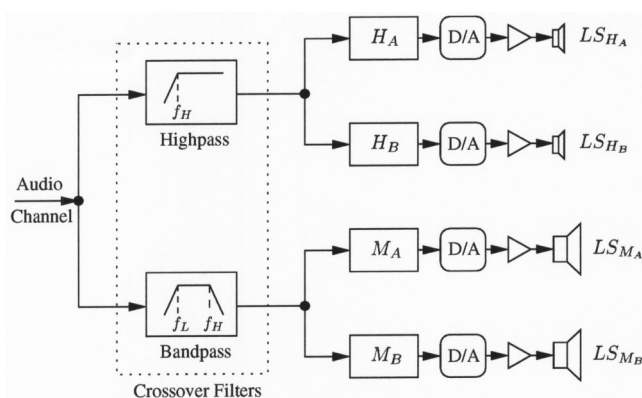 H_A
D/A
LS_{H_A}
f_H
Highpass
H_B
D/A
LS_{H_B}
Audio
Channel
M_A
D/A
LS_{M_A}
f_L
f_H
Bandpass
M_B
D/A
LS_{M_B}
Crossover Filters